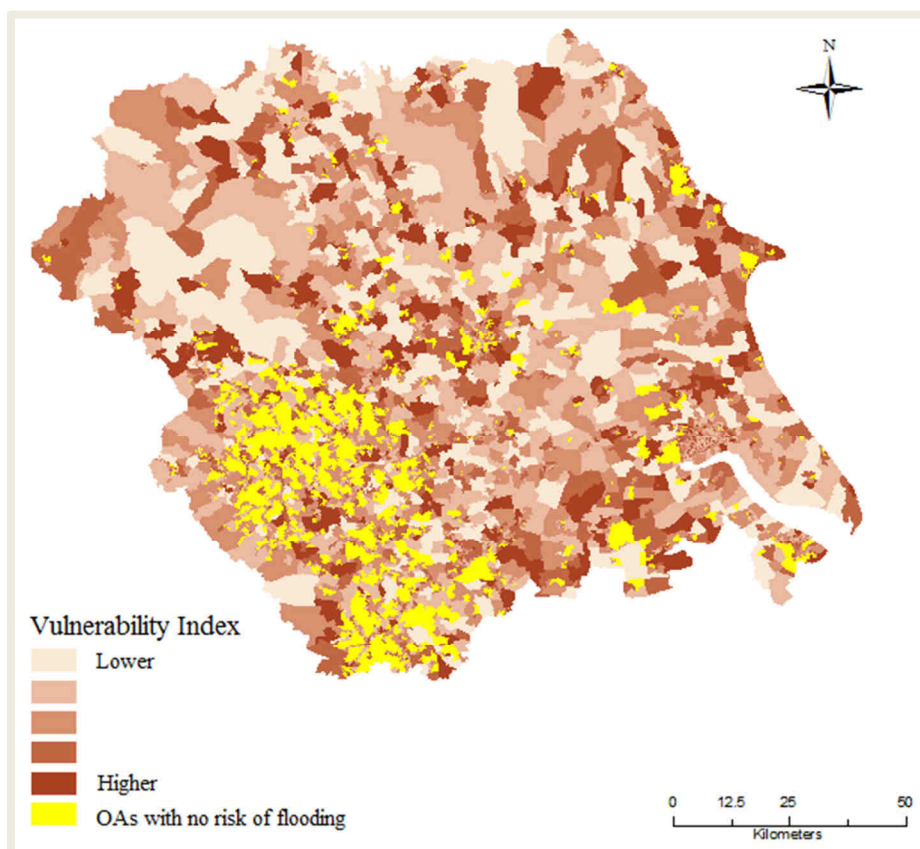 N
Vulnerability Index
Lower
Higher
OAs with no risk of flooding
0 12.5 25 50
Kilometers